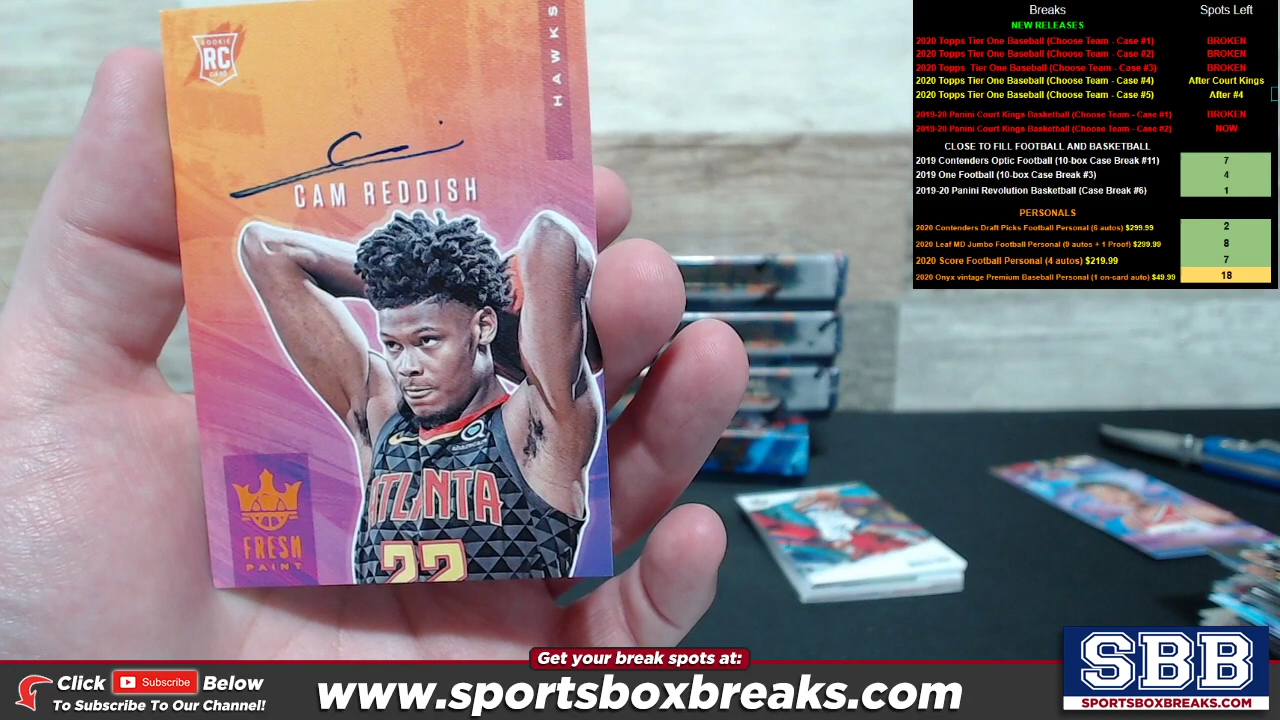 ROOKIE
RC
CARD
HAWKS
CAM REDDISH
ATLANTA
22
FRESH
PAINT
Breaks Spots Left
NEW RELEASES
2020 Topps Tier One Baseball (Choose Team - Case #1) BROKEN
2020 Topps Tier One Baseball (Choose Team - Case #2) BROKEN
2020 Topps Tier One Baseball (Choose Team - Case #3) BROKEN
2020 Topps Tier One Baseball (Choose Team - Case #4) After Court Kings
2020 Topps Tier One Baseball (Choose Team - Case #5) After #4
2019-20 Panini Court Kings Basketball (Choose Team - Case #1) BROKEN
2019-20 Panini Court Kings Basketball (Choose Team - Case #2) NOW
CLOSE TO FILL FOOTBALL AND BASKETBALL
2019 Contenders Optic Football (10-box Case Break #11) 7
2019 One Football (10-box Case Break #3) 4
2019-20 Panini Revolution Basketball (Case Break #6) 1
PERSONALS
2020 Contenders Draft Picks Football Personal (6 autos) $299.99 2
2020 Leaf MD Jumbo Football Personal (9 autos + 1 Proof) $299.99 8
2020 Score Football Personal (4 autos) $219.99 7
2020 Onyx vintage Premium Baseball Personal (1 on-card auto) $49.99 18
Get your break spots at:
Click Subscribe Below
To Subscribe To Our Channel!
www.sportsboxbreaks.com
SBB
SPORTSBOXBREAKS.COM